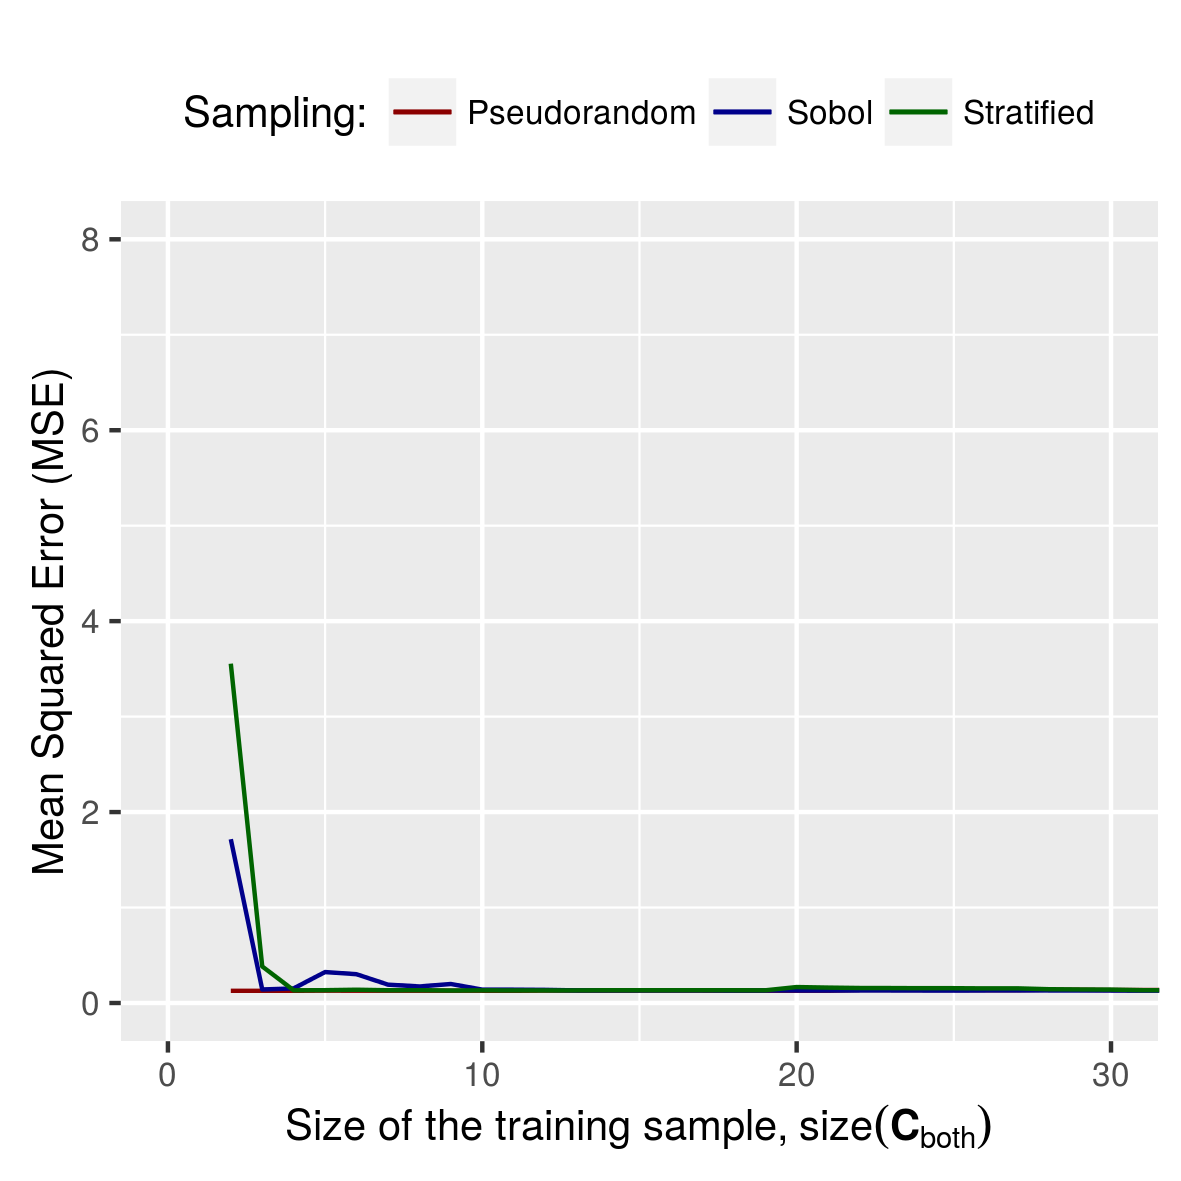 Sampling: Pseudorandom Sobol Stratified
8
6
4
2
0
Mean Squared Error (MSE)
0 10 20 30
Size of the training sample, size(C_both)